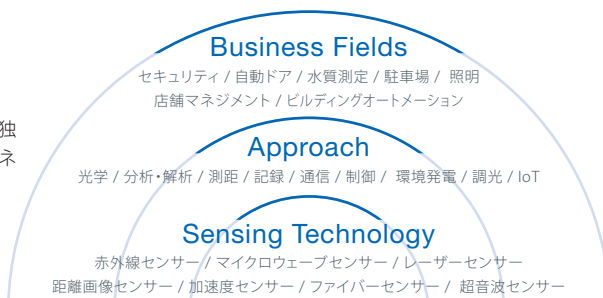 Business Fields
セキュリティ / 自動ドア / 水質測定 / 駐車場 / 照明
店舗マネジメント / ビルディングオートメーション
独
ネ
Approach
光学 / 分析・解析 / 測距 / 記録 / 通信 / 制御 / 環境発電 / 調光 / IoT
Sensing Technology
赤外線センサー / マイクロウェーブセンサー / レーザーセンサー
距離画像センサー / 加速度センサー / ファイバーセンサー / 超音波センサー